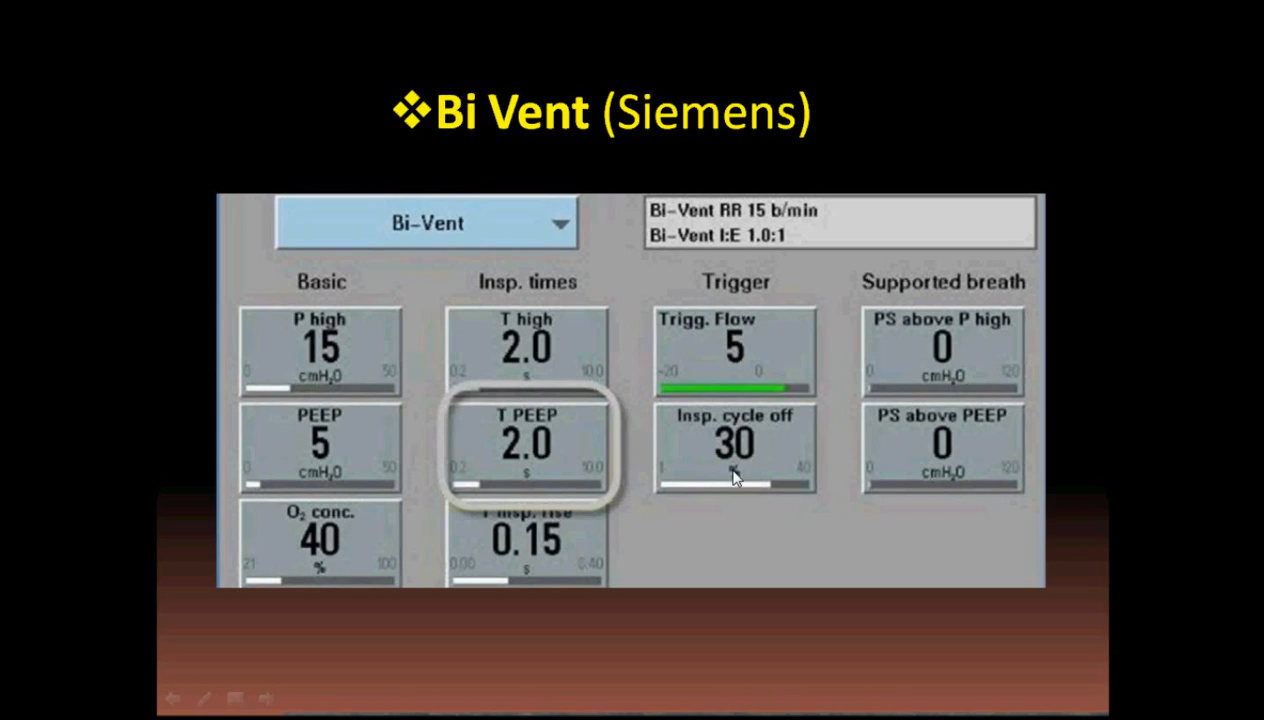 ❖Bi Vent (Siemens)
Bi-Vent
Bi-Vent RR 15 b/min
Bi-Vent I:E 1.0:1
Basic
Insp. times
Trigger
Supported breath
P high
15
cmH₂O
0
50
T high
2.0
s
0.2
10.0
Trigg. Flow
5
-20
0
PS above P high
0
cmH₂O
0
120
PEEP
5
cmH₂O
0
50
T PEEP
2.0
s
0.2
10.0
Insp. cycle off
30
%
1
40
PS above PEEP
0
cmH₂O
0
120
O₂ conc.
40
%
21
100
T insp. rise
0.15
s
0.00
0.40